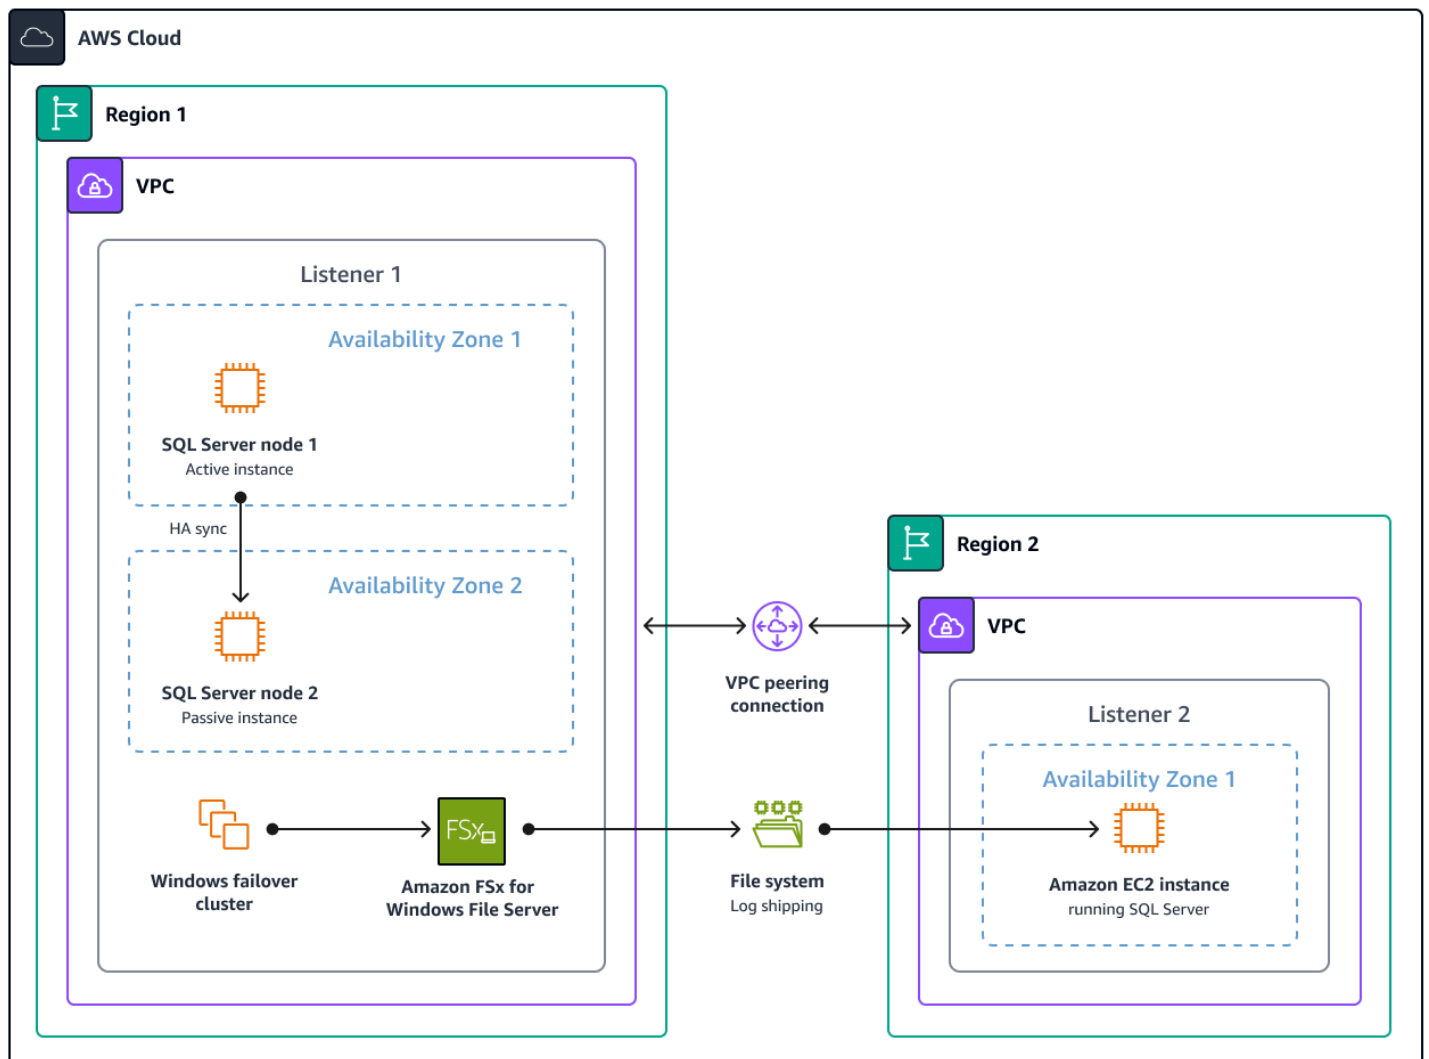 AWS Cloud
Region 1
VPC
Listener 1
Availability Zone 1
SQL Server node 1
Active instance
HA sync
Availability Zone 2
SQL Server node 2
Passive instance
Windows failover
cluster
FSx
Amazon FSx for
Windows File Server
VPC peering
connection
File system
Log shipping
Region 2
VPC
Listener 2
Availability Zone 1
Amazon EC2 instance
running SQL Server